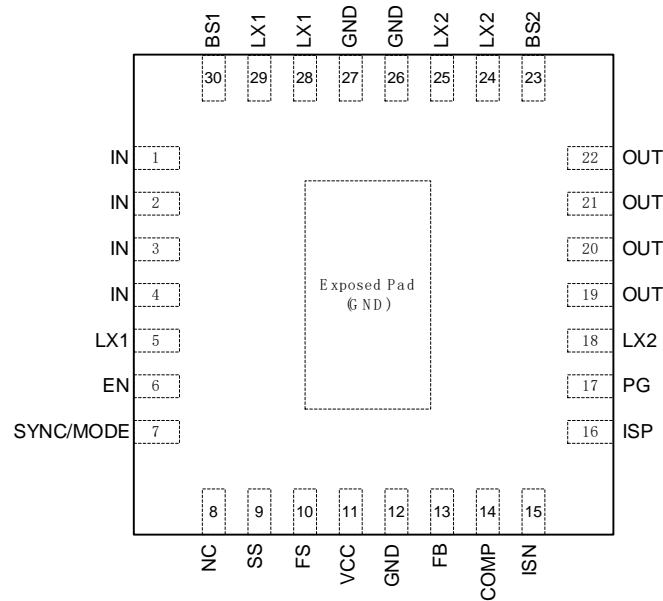 BS1
LX1
LX1
GND
GND
LX2
LX2
BS2
30
29
28
27
26
25
24
23
IN 1
IN 2
IN 3
IN 4
LX1 5
EN 6
SYNC/MODE 7
22 OUT
21 OUT
20 OUT
19 OUT
18 LX2
17 PG
16 ISP
Exposed Pad
(GND)
8
9
10
11
12
13
14
15
NC
SS
FS
VCC
GND
FB
COMP
ISN